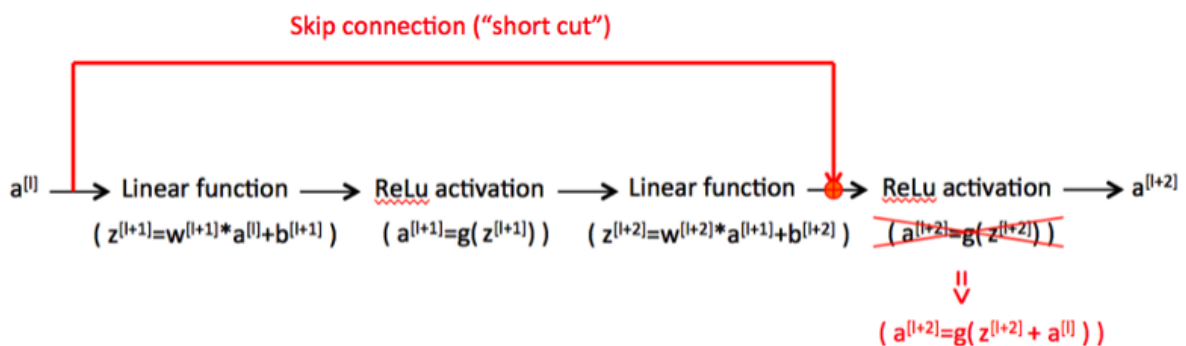 Skip connection (“short cut”)
a[l] Linear function ReLu activation Linear function ReLu activation a[l+2]
( z[l+1]=w[l+1]*a[l]+b[l+1] ) ( a[l+1]=g( z[l+1]) ) ( z[l+2]=w[l+2]*a[l+1]+b[l+2] ) ( a[l+2]=g( z[l+2]) )
( a[l+2]=g( z[l+2] + a[l] ) )